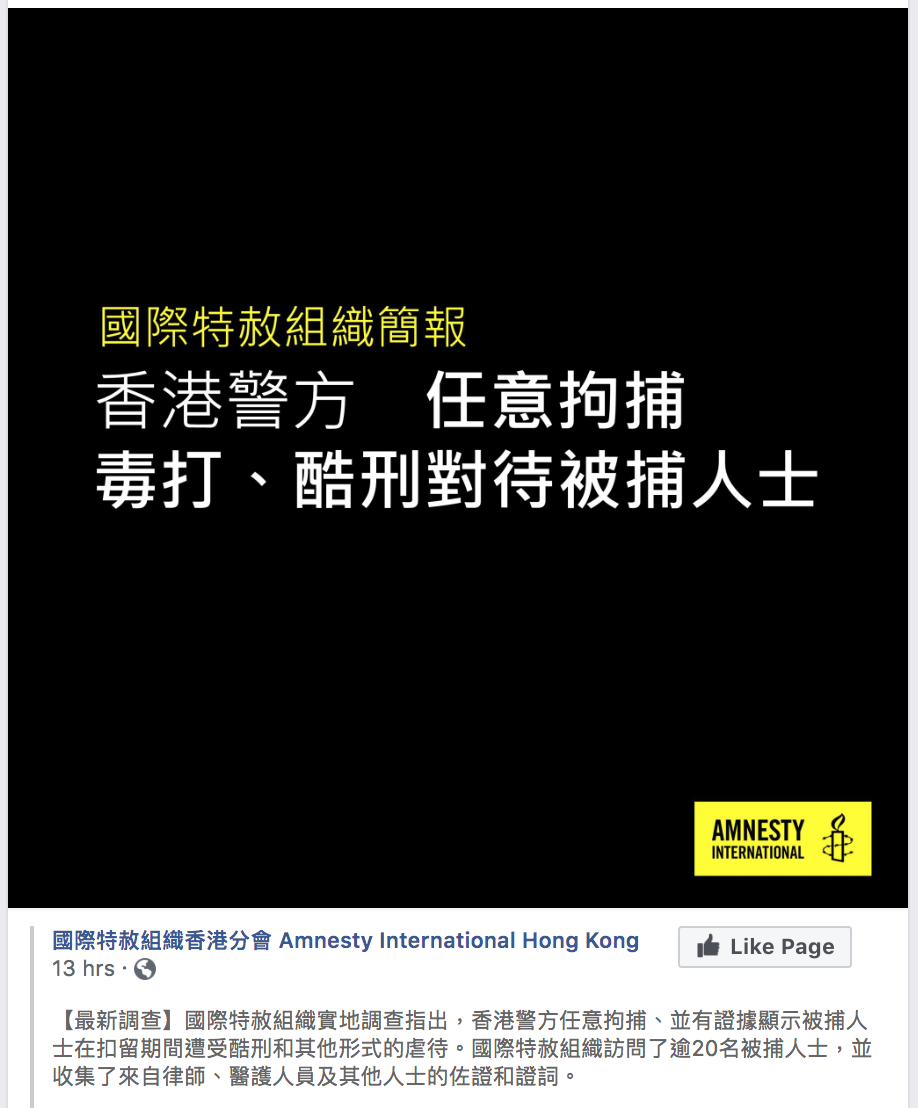 國際特赦組織簡報
香港警方 任意拘捕
毒打、酷刑對待被捕人士
AMNESTY
INTERNATIONAL
國際特赦組織香港分會 Amnesty International Hong Kong
Like Page
13 hrs ·
【最新調查】國際特赦組織實地調查指出，香港警方任意拘捕、並有證據顯示被捕人
士在扣留期間遭受酷刑和其他形式的虐待。國際特赦組織訪問了逾20名被捕人士，並
收集了來自律師、醫護人員及其他人士的佐證和證詞。